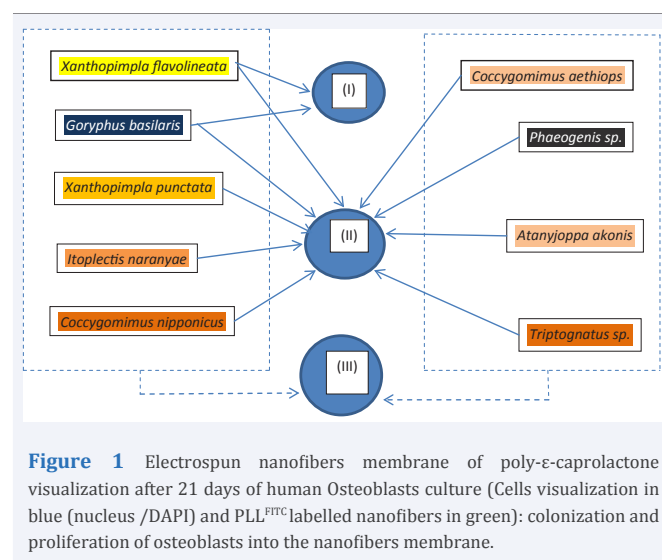 Xanthopimpla flavolineata
Goryphus basilaris
Xanthopimpla punctata
Itoplectis naranyae
Coccygomimus nipponicus
(I)
(II)
(III)
Coccygomimus aethiops
Phaeogenis sp.
Atanyjoppa akonis
Triptognatus sp.
Figure 1 Electrospun nanofibers membrane of poly-ε-caprolactone
visualization after 21 days of human Osteoblasts culture (Cells visualization in
blue (nucleus /DAPI) and PLLFITC labelled nanofibers in green): colonization and
proliferation of osteoblasts into the nanofibers membrane.